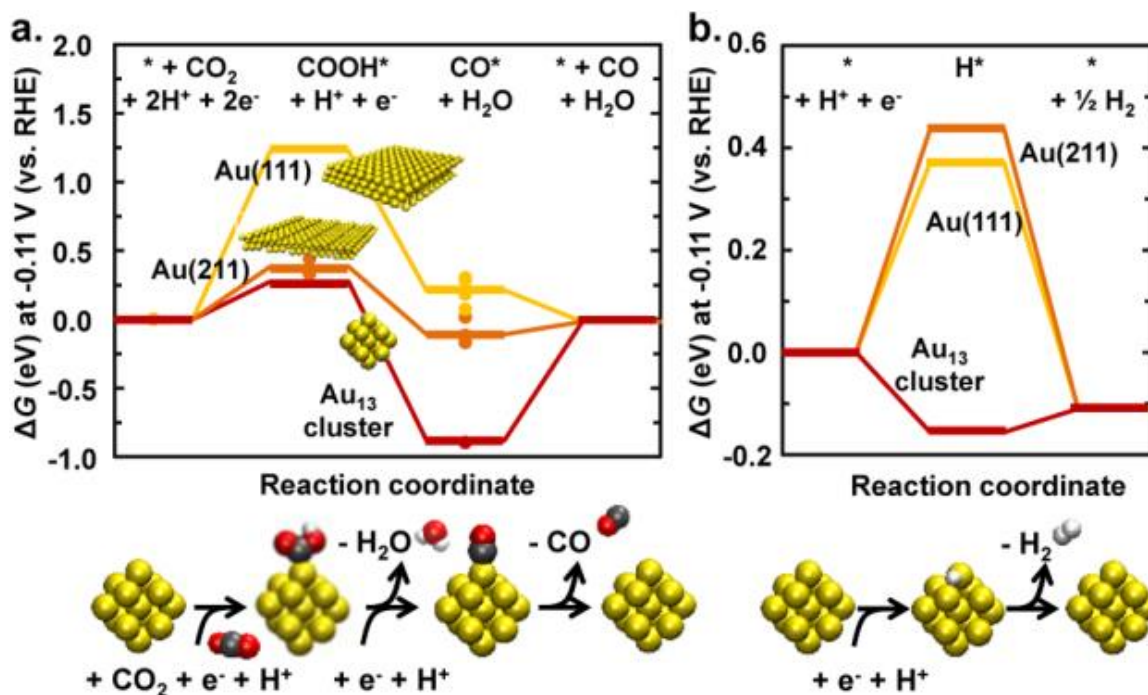 a.
ΔG (eV) at -0.11 V (vs. RHE)
2.0
1.5
1.0
0.5
0.0
-0.5
-1.0
* + CO₂
+ 2H⁺ + 2e⁻
COOH*
+ H⁺ + e⁻
CO*
+ H₂O
* + CO
+ H₂O
Au(111)
Au(211)
Au₁₃
cluster
Reaction coordinate
- H₂O
- CO
+ CO₂ + e⁻ + H⁺
+ e⁻ + H⁺
b.
ΔG (eV) at -0.11 V (vs. RHE)
0.6
0.4
0.2
0.0
-0.2
*
+ H⁺ + e⁻
H*
*
+ ½ H₂
Au(211)
Au(111)
Au₁₃
cluster
Reaction coordinate
- H₂
+ e⁻ + H⁺